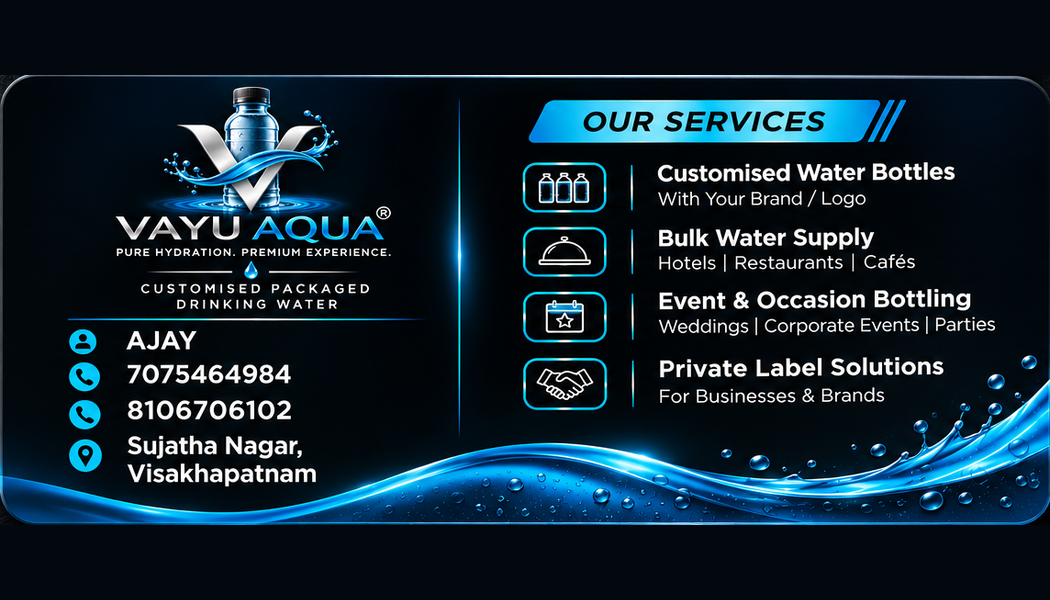 VAYU AQUA®
PURE HYDRATION. PREMIUM EXPERIENCE.
CUSTOMISED PACKAGED
DRINKING WATER
AJAY
7075464984
8106706102
Sujatha Nagar,
Visakhapatnam
OUR SERVICES
Customised Water Bottles
With Your Brand / Logo
Bulk Water Supply
Hotels | Restaurants | Cafés
Event & Occasion Bottling
Weddings | Corporate Events | Parties
Private Label Solutions
For Businesses & Brands